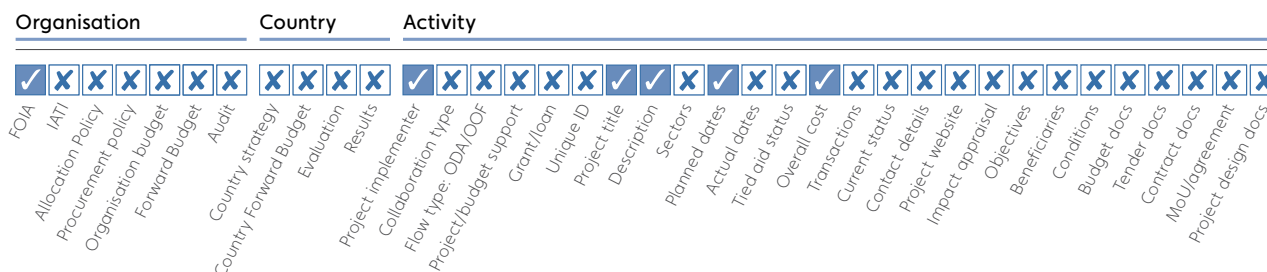 Organisation
Country
Activity
FOIA
IATI
Allocation Policy
Procurement policy
Organisation budget
Forward Budget
Audit
Country strategy
Country Forward Budget
Evaluation
Results
Project implementer
Collaboration type
Flow type: ODA/OOF
Project/budget support
Grant/loan
Unique ID
Project title
Description
Sectors
Planned dates
Actual dates
Tied aid status
Overall cost
Transactions
Current status
Contact details
Project website
Impact appraisal
Objectives
Beneficiaries
Conditions
Budget docs
Tender docs
Contract docs
MoU/agreement
Project design docs